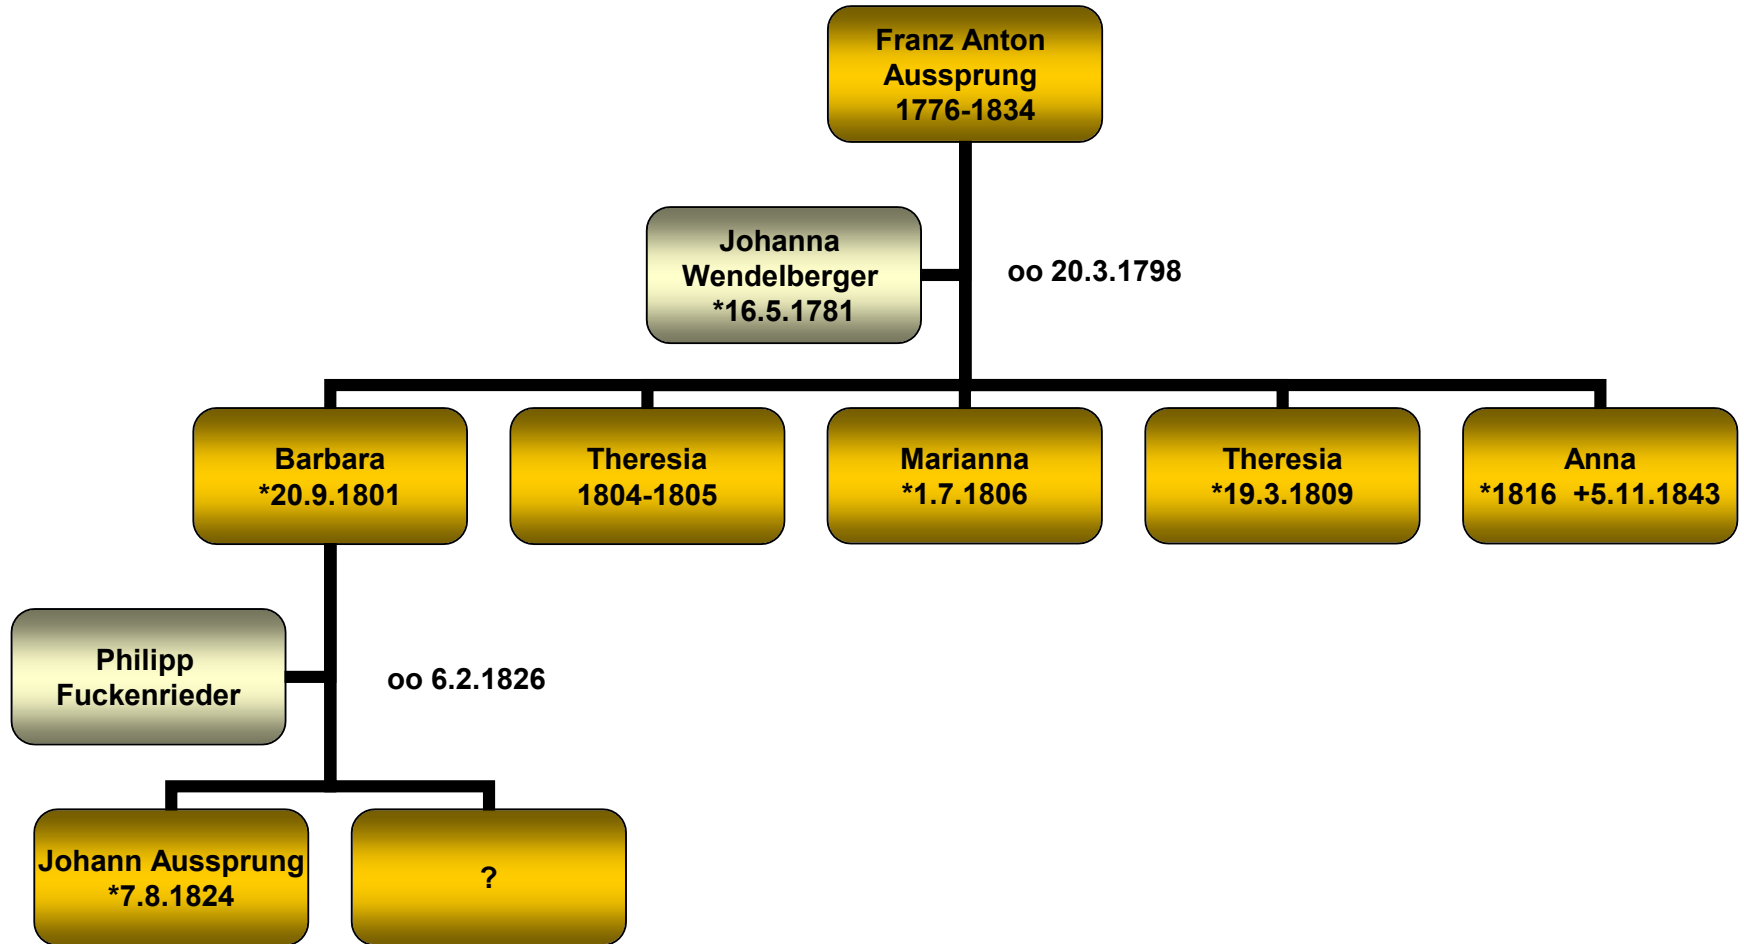 Franz Anton
Aussprung
1776-1834
Johanna
Wendelberger
*16.5.1781
oo 20.3.1798
Barbara
*20.9.1801
Theresia
1804-1805
Marianna
*1.7.1806
Theresia
*19.3.1809
Anna
*1816  +5.11.1843
Philipp
Fuckenrieder
oo 6.2.1826
Johann Aussprung
*7.8.1824
?